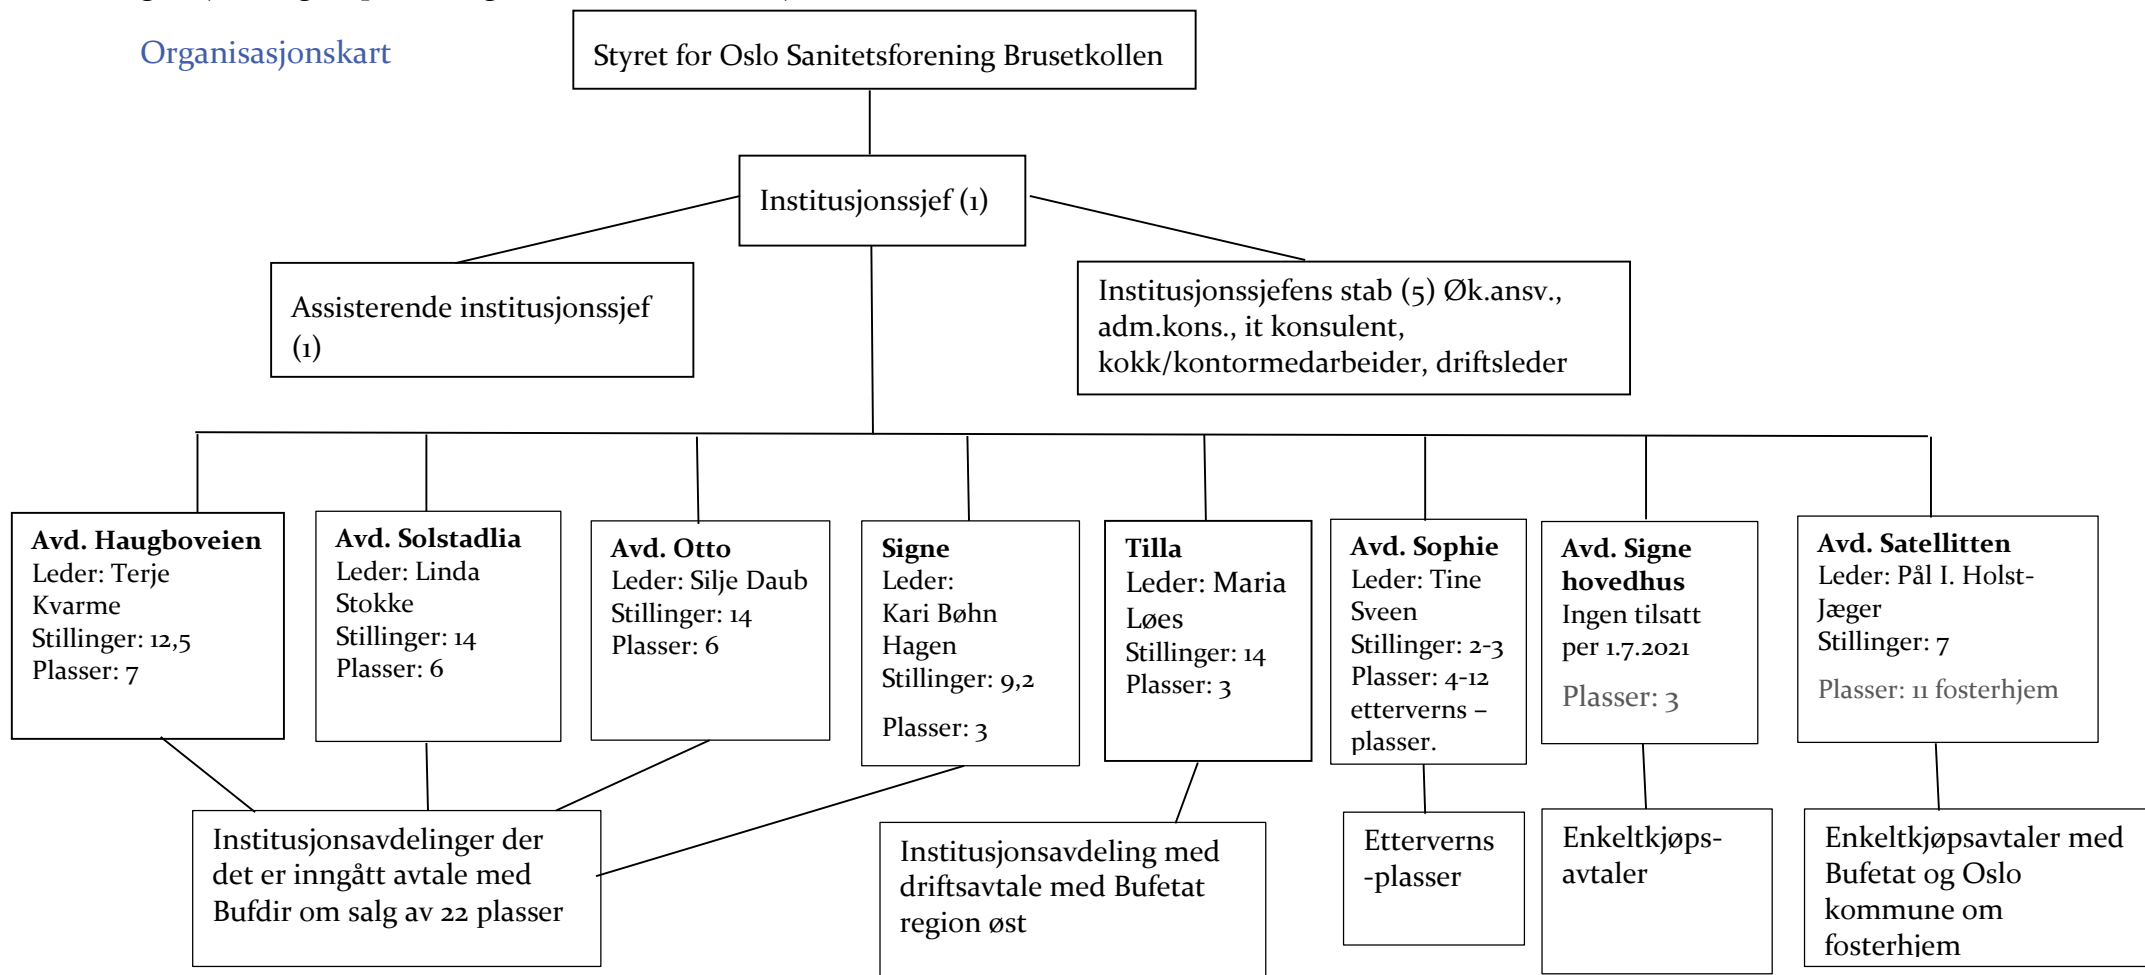 Organisasjonskart
Styret for Oslo Sanitetsforening Brusetkollen
Institusjonssjef (1)
Assisterende institusjonssjef
(1)
Institusjonssjefens stab (5) Øk.ansv.,
adm.kons., it konsulent,
kokk/kontormedarbeider, driftsleder
Avd. Haugboveien
Leder: Terje
Kvarme
Stillinger: 12,5
Plasser: 7
Avd. Solstadlia
Leder: Linda
Stokke
Stillinger: 14
Plasser: 6
Avd. Otto
Leder: Silje Daub
Stillinger: 14
Plasser: 6
Signe
Leder:
Kari Bøhn
Hagen
Stillinger: 9,2
Plasser: 3
Tilla
Leder: Maria
Løes
Stillinger: 14
Plasser: 3
Avd. Sophie
Leder: Tine
Sveen
Stillinger: 2-3
Plasser: 4-12
etterverns –
plasser.
Avd. Signe
hovedhus
Ingen tilsatt
per 1.7.2021
Plasser: 3
Avd. Satellitten
Leder: Pål I. Holst-
Jæger
Stillinger: 7
Plasser: 11 fosterhjem
Institusjonsavdelinger der
det er inngått avtale med
Bufdir om salg av 22 plasser
Institusjonsavdeling med
driftsavtale med Bufetat
region øst
Etterverns
-plasser
Enkeltkjøps-
avtaler
Enkeltkjøpsavtaler med
Bufetat og Oslo
kommune om
fosterhjem